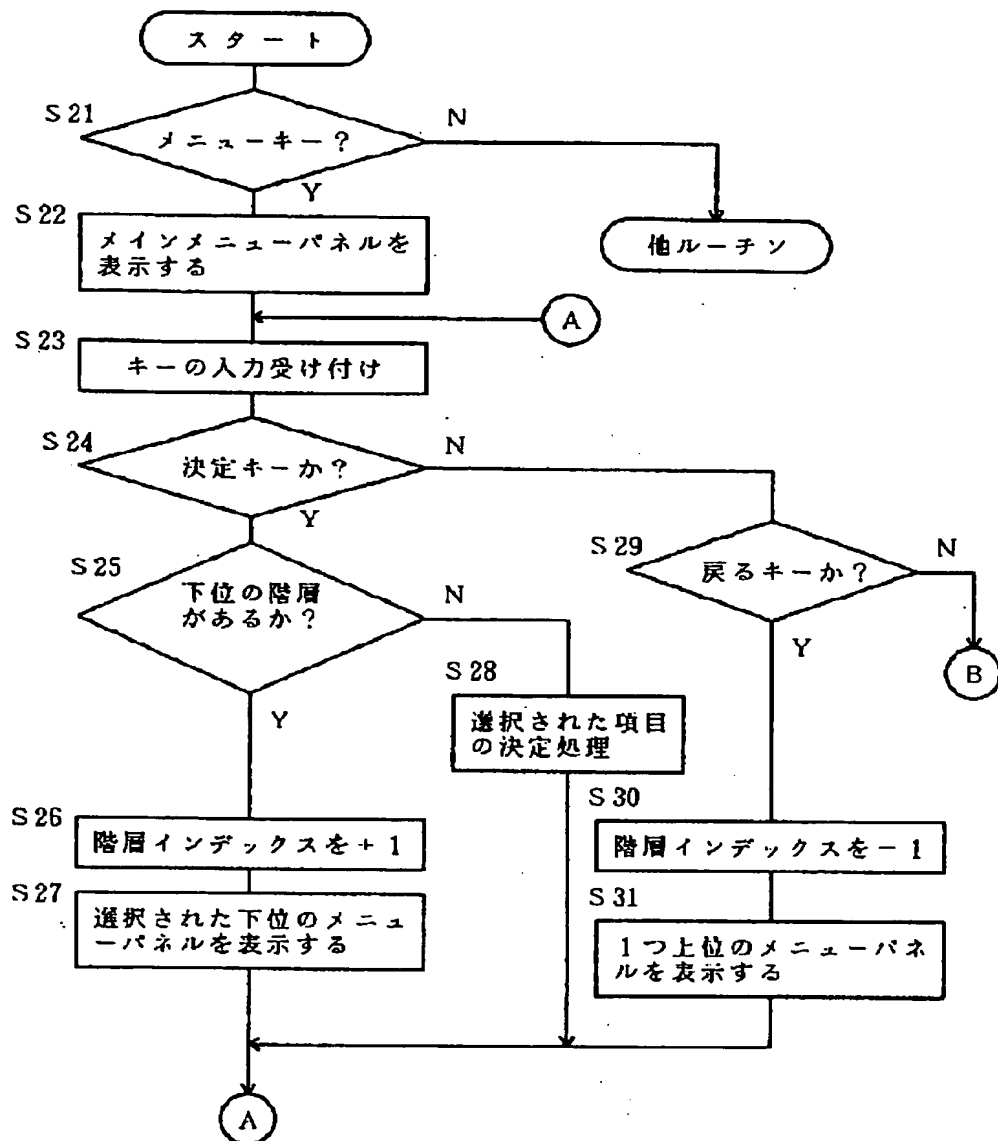 スタート
S21
メニューキー？
N
Y
S22
メインメニューパネルを
表示する
他ルーチン
A
S23
キーの入力受け付け
S24
決定キーか？
N
Y
S25
下位の階層
があるか？
N
Y
S29
戻るキーか？
N
Y
B
S28
選択された項目
の決定処理
S26
階層インデックスを＋１
S27
選択された下位のメニュ
ーパネルを表示する
S30
階層インデックスを－１
S31
１つ上位のメニューパネ
ルを表示する
A